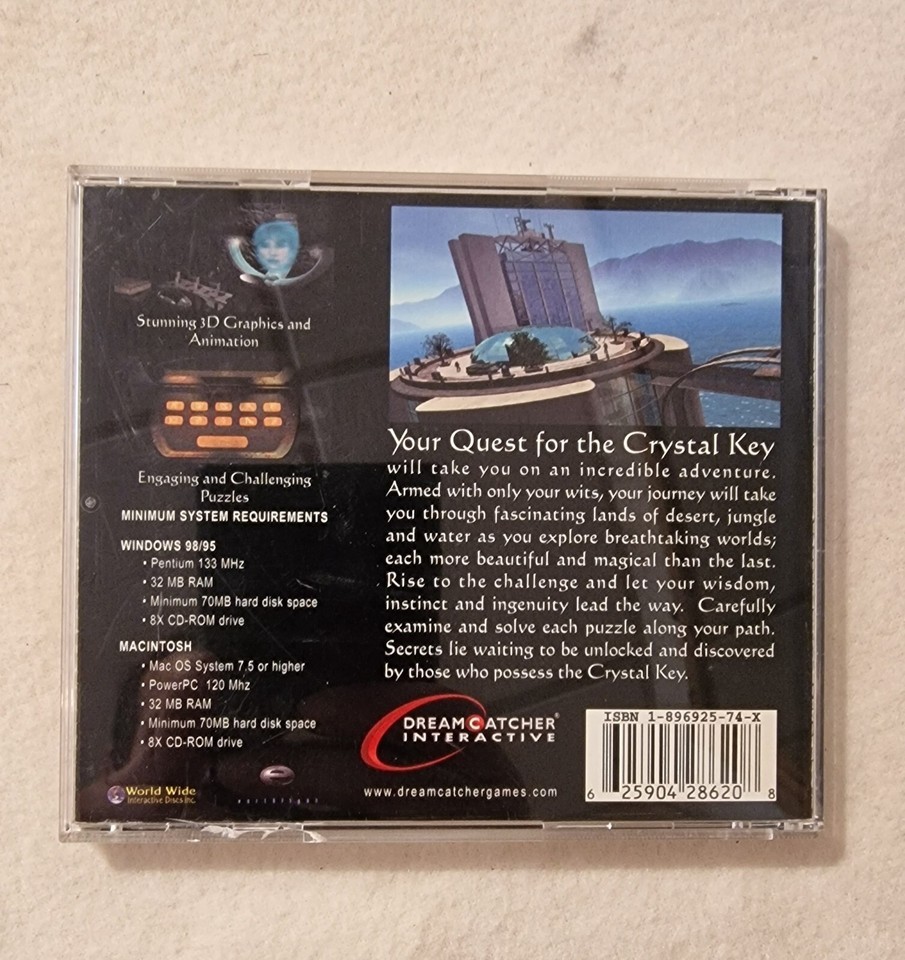 Stunning 3D Graphics and
Animation
Engaging and Challenging
Puzzles
MINIMUM SYSTEM REQUIREMENTS
WINDOWS 98/95
• Pentium 133 MHz
• 32 MB RAM
• Minimum 70MB hard disk space
• 8X CD-ROM drive
MACINTOSH
• Mac OS System 7.5 or higher
• PowerPC 120 Mhz
• 32 MB RAM
• Minimum 70MB hard disk space
• 8X CD-ROM drive
World Wide
Interactive Discs Inc.
Your Quest for the Crystal Key
will take you on an incredible adventure.
Armed with only your wits, your journey will take
you through fascinating lands of desert, jungle
and water as you explore breathtaking worlds;
each more beautiful and magical than the last.
Rise to the challenge and let your wisdom,
instinct and ingenuity lead the way. Carefully
examine and solve each puzzle along your path.
Secrets lie waiting to be unlocked and discovered
by those who possess the Crystal Key.
DREAMCATCHER®
INTERACTIVE
www.dreamcatchergames.com
ISBN 1-896925-74-X
6 25904 28620 8